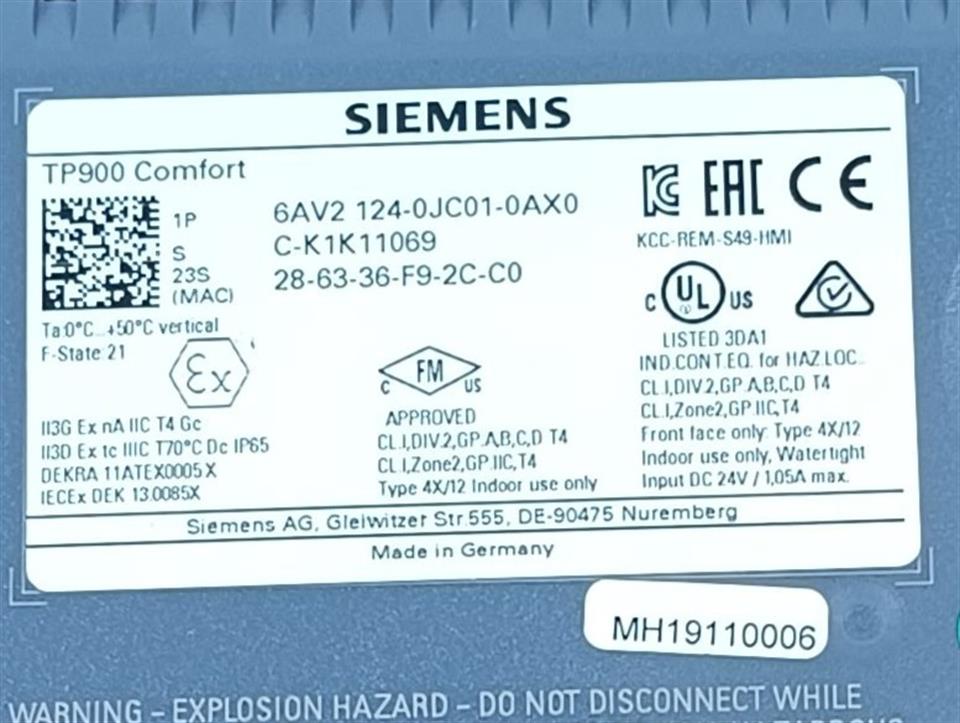 SIEMENS
TP900 Comfort
1P 6AV2 124-0JC01-0AX0
S C-K1K11069
23S 28-63-36-F9-2C-C0
(MAC)
KCC-REM-S49-HMI
Ta:0°C...+50°C vertical
F-State 21
Ex
II3G Ex nA IIC T4 Gc
II3D Ex tc IIIC T70°C Dc IP65
DEKRA 11ATEX0005 X
IECEx DEK 13.0085X
FM
C US
APPROVED
CL.I,DIV.2,GP.A,B,C,D T4
CL.I,Zone2,GP.IIC,T4
Type 4X/12 Indoor use only
EAC CE
C UL US
LISTED 3DA1
IND.CONT.EQ. for HAZ.LOC.
CL.I,DIV.2,GP.A,B,C,D T4
CL.I,Zone2,GP.IIC,T4
Front face only: Type 4X/12
Indoor use only, Watertight
Input DC 24V / 1,05A max.
Siemens AG, Gleiwitzer Str.555, DE-90475 Nuremberg
Made in Germany
MH19110006
WARNING – EXPLOSION HAZARD – DO NOT DISCONNECT WHILE